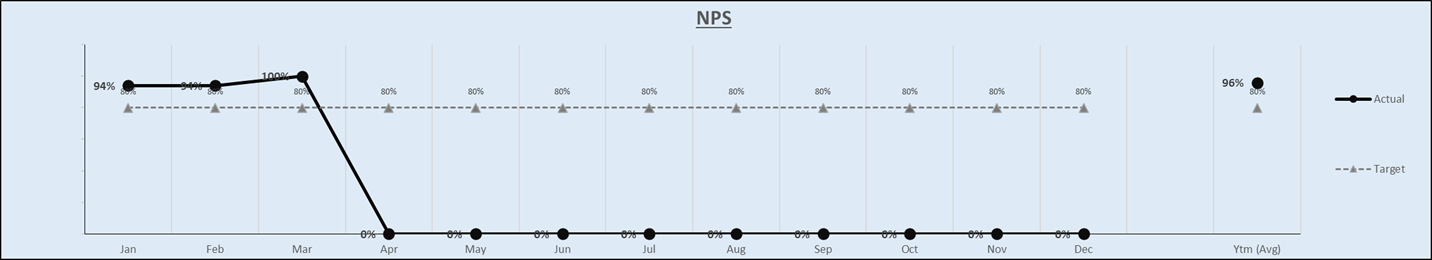 NPS
94% 94% 100% 96%
80% 80% 80% 80% 80% 80% 80% 80% 80% 80% 80% 80% 80%
Actual
Target
0% 0% 0% 0% 0% 0% 0% 0% 0%
Jan Feb Mar Apr May Jun Jul Aug Sep Oct Nov Dec Ytm (Avg)